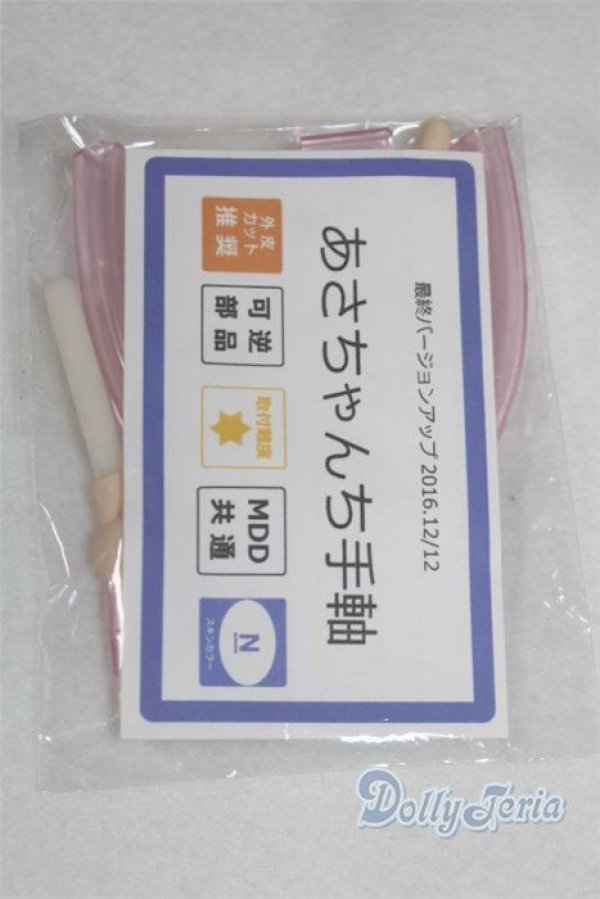 最終バージョンアップ 2016.12/12
あさちゃんち手軸
外皮
カット
推奨
可逆
部品
取付難度
MDD
共通
N
スキンカラー
DollyTeria